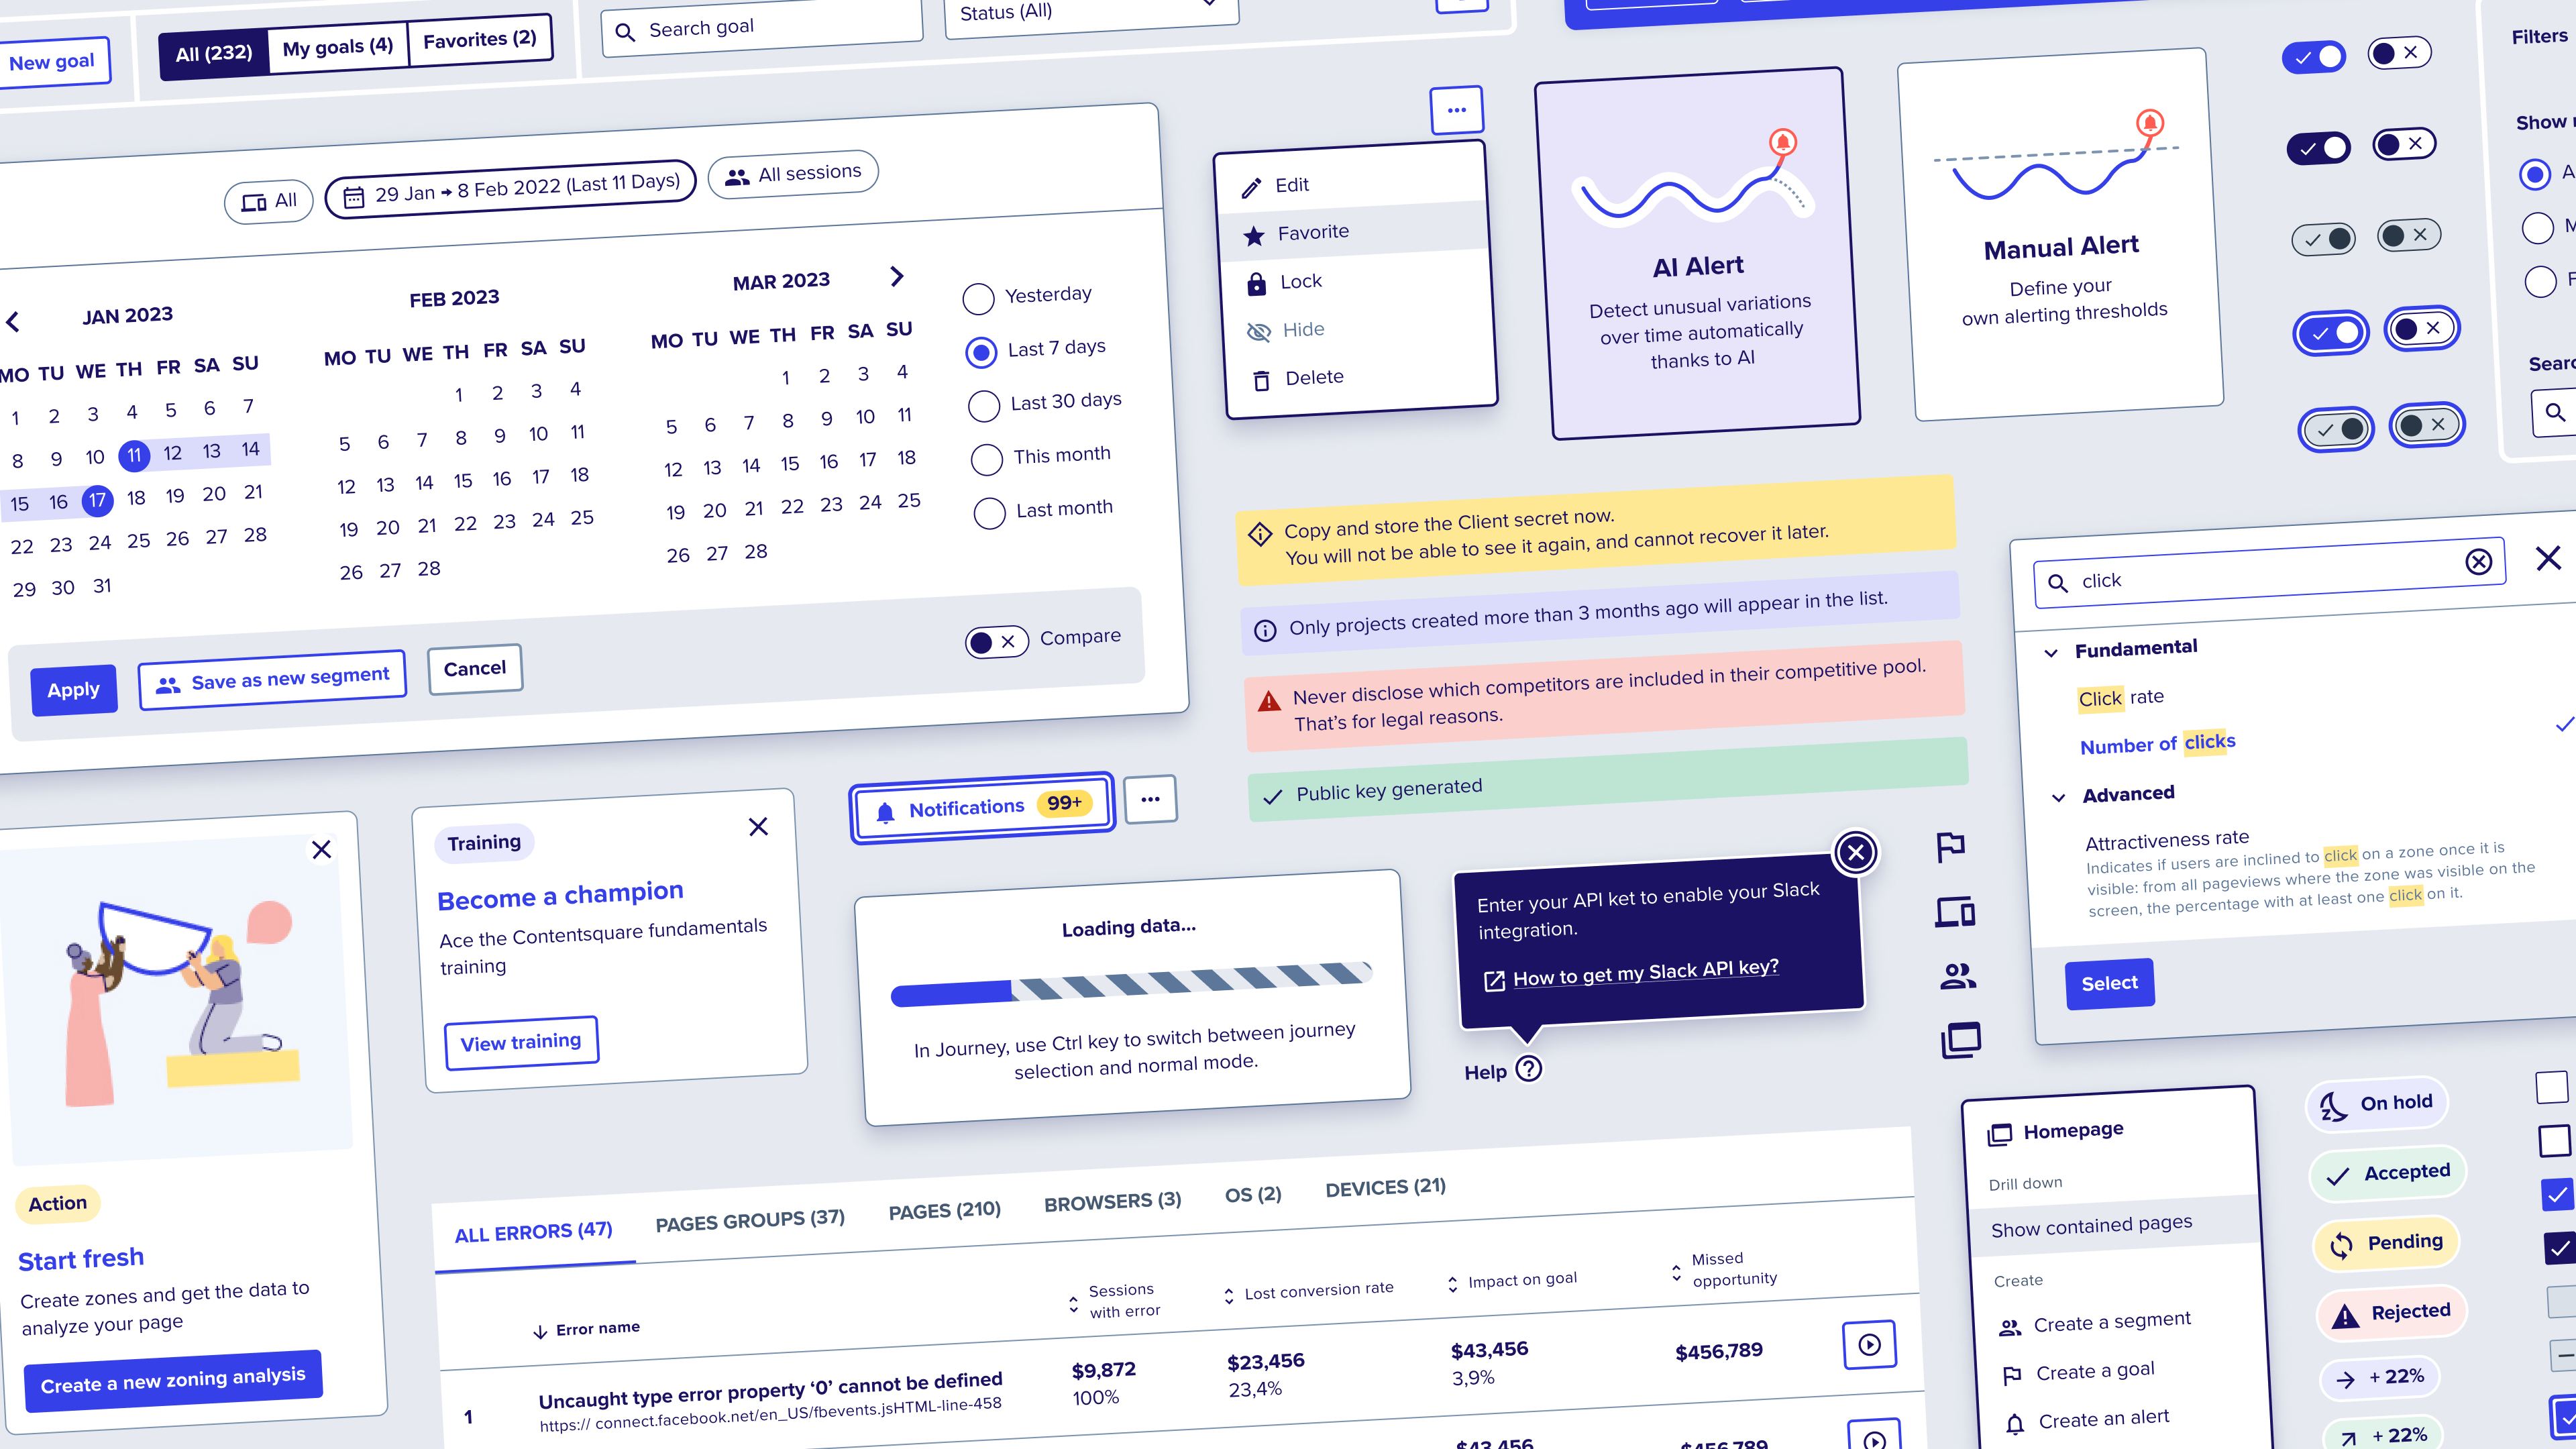 New goal
All (232)
My goals (4)
Favorites (2)
Search goal
Status (All)
All
29 Jan → 8 Feb 2022 (Last 11 Days)
All sessions
JAN 2023
MO TU WE TH FR SA SU
1 2 3 4 5 6 7
8 9 10 11 12 13 14
15 16 17 18 19 20 21
22 23 24 25 26 27 28
29 30 31
FEB 2023
MO TU WE TH FR SA SU
1 2 3 4
5 6 7 8 9 10 11
12 13 14 15 16 17 18
19 20 21 22 23 24 25
26 27 28
MAR 2023
MO TU WE TH FR SA SU
1 2 3 4
5 6 7 8 9 10 11
12 13 14 15 16 17 18
19 20 21 22 23 24 25
26 27 28
Yesterday
Last 7 days
Last 30 days
This month
Last month
Apply
Save as new segment
Cancel
Compare
Edit
Favorite
Lock
Hide
Delete
AI Alert
Detect unusual variations
over time automatically
thanks to AI
Manual Alert
Define your
own alerting thresholds
Filters
Show
Copy and store the Client secret now.
You will not be able to see it again, and cannot recover it later.
Only projects created more than 3 months ago will appear in the list.
Never disclose which competitors are included in their competitive pool.
That's for legal reasons.
Public key generated
click
Fundamental
Click rate
Number of clicks
Advanced
Attractiveness rate
Indicates if users are inclined to click on a zone once it is
visible: from all pageviews where the zone was visible on the
screen, the percentage with at least one click on it.
Select
Action
Start fresh
Create zones and get the data to
analyze your page
Create a new zoning analysis
Training
Become a champion
Ace the Contentsquare fundamentals
training
View training
Notifications 99+
Loading data...
In Journey, use Ctrl key to switch between journey
selection and normal mode.
Enter your API ket to enable your Slack
integration.
How to get my Slack API key?
Help
ALL ERRORS (47)
PAGES GROUPS (37)
PAGES (210)
BROWSERS (3)
OS (2)
DEVICES (21)
Error name
Sessions
with error
Lost conversion rate
Impact on goal
Missed
opportunity
1
Uncaught type error property ‘0’ cannot be defined
https:// connect.facebook.net/en_US/fbevents.jsHTML-line-458
$9,872
100%
$23,456
23,4%
$43,456
3,9%
$456,789
$43,456
$456,789
Homepage
Drill down
Show contained pages
Create
Create a segment
Create a goal
Create an alert
On hold
Accepted
Pending
Rejected
+ 22%
+ 22%